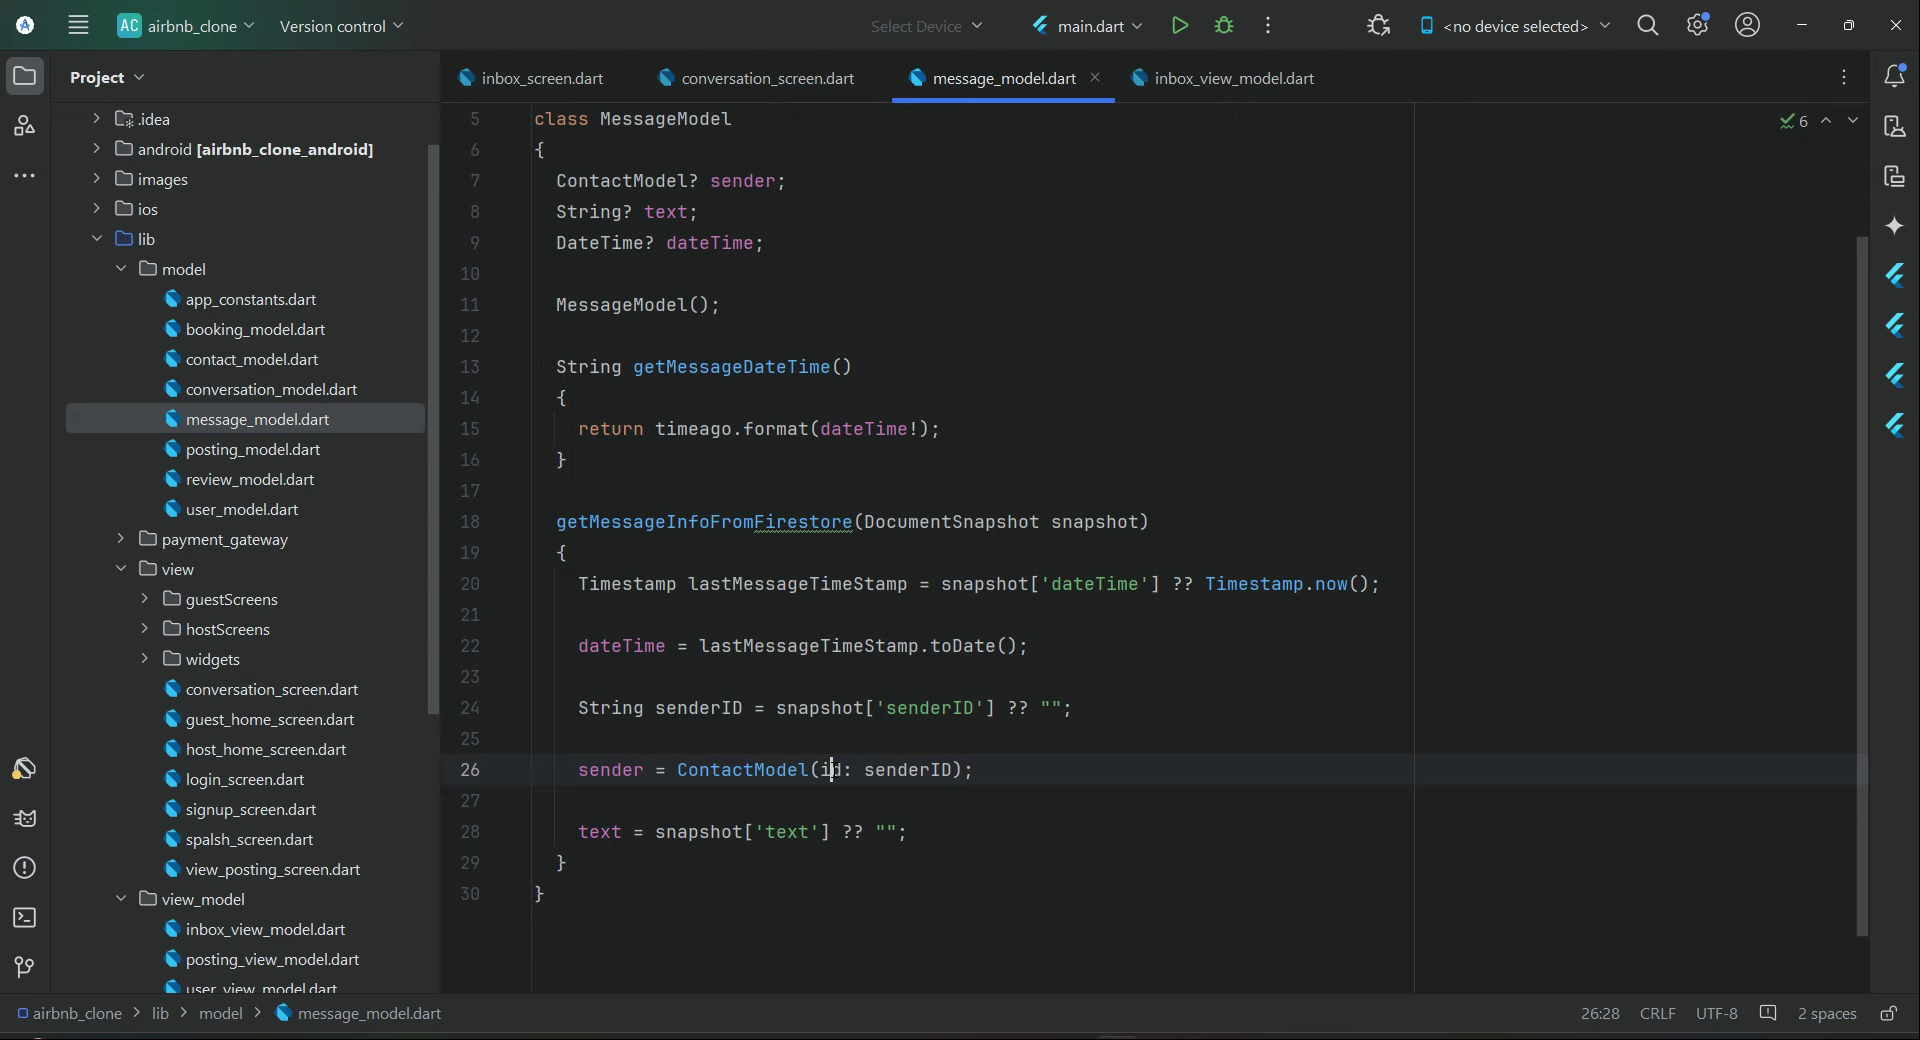 AC airbnb_clone Version control Select Device main.dart <no device selected>
Project
inbox_screen.dart conversation_screen.dart message_model.dart inbox_view_model.dart
.idea
android [airbnb_clone_android]
images
ios
lib
model
app_constants.dart
booking_model.dart
contact_model.dart
conversation_model.dart
message_model.dart
posting_model.dart
review_model.dart
user_model.dart
payment_gateway
view
guestScreens
hostScreens
widgets
conversation_screen.dart
guest_home_screen.dart
host_home_screen.dart
login_screen.dart
signup_screen.dart
spalsh_screen.dart
view_posting_screen.dart
view_model
inbox_view_model.dart
posting_view_model.dart
user_view_model.dart
6
5 class MessageModel
6 {
7 ContactModel? sender;
8 String? text;
9 DateTime? dateTime;
10
11 MessageModel();
12
13 String getMessageDateTime()
14 {
15 return timeago.format(dateTime!);
16 }
17
18 getMessageInfoFromFirestore(DocumentSnapshot snapshot)
19 {
20 Timestamp lastMessageTimeStamp = snapshot['dateTime'] ?? Timestamp.now();
21
22 dateTime = lastMessageTimeStamp.toDate();
23
24 String senderID = snapshot['senderID'] ?? "";
25
26 sender = ContactModel(id: senderID);
27
28 text = snapshot['text'] ?? "";
29 }
30 }
airbnb_clone > lib > model > message_model.dart 26:28 CRLF UTF-8 2 spaces